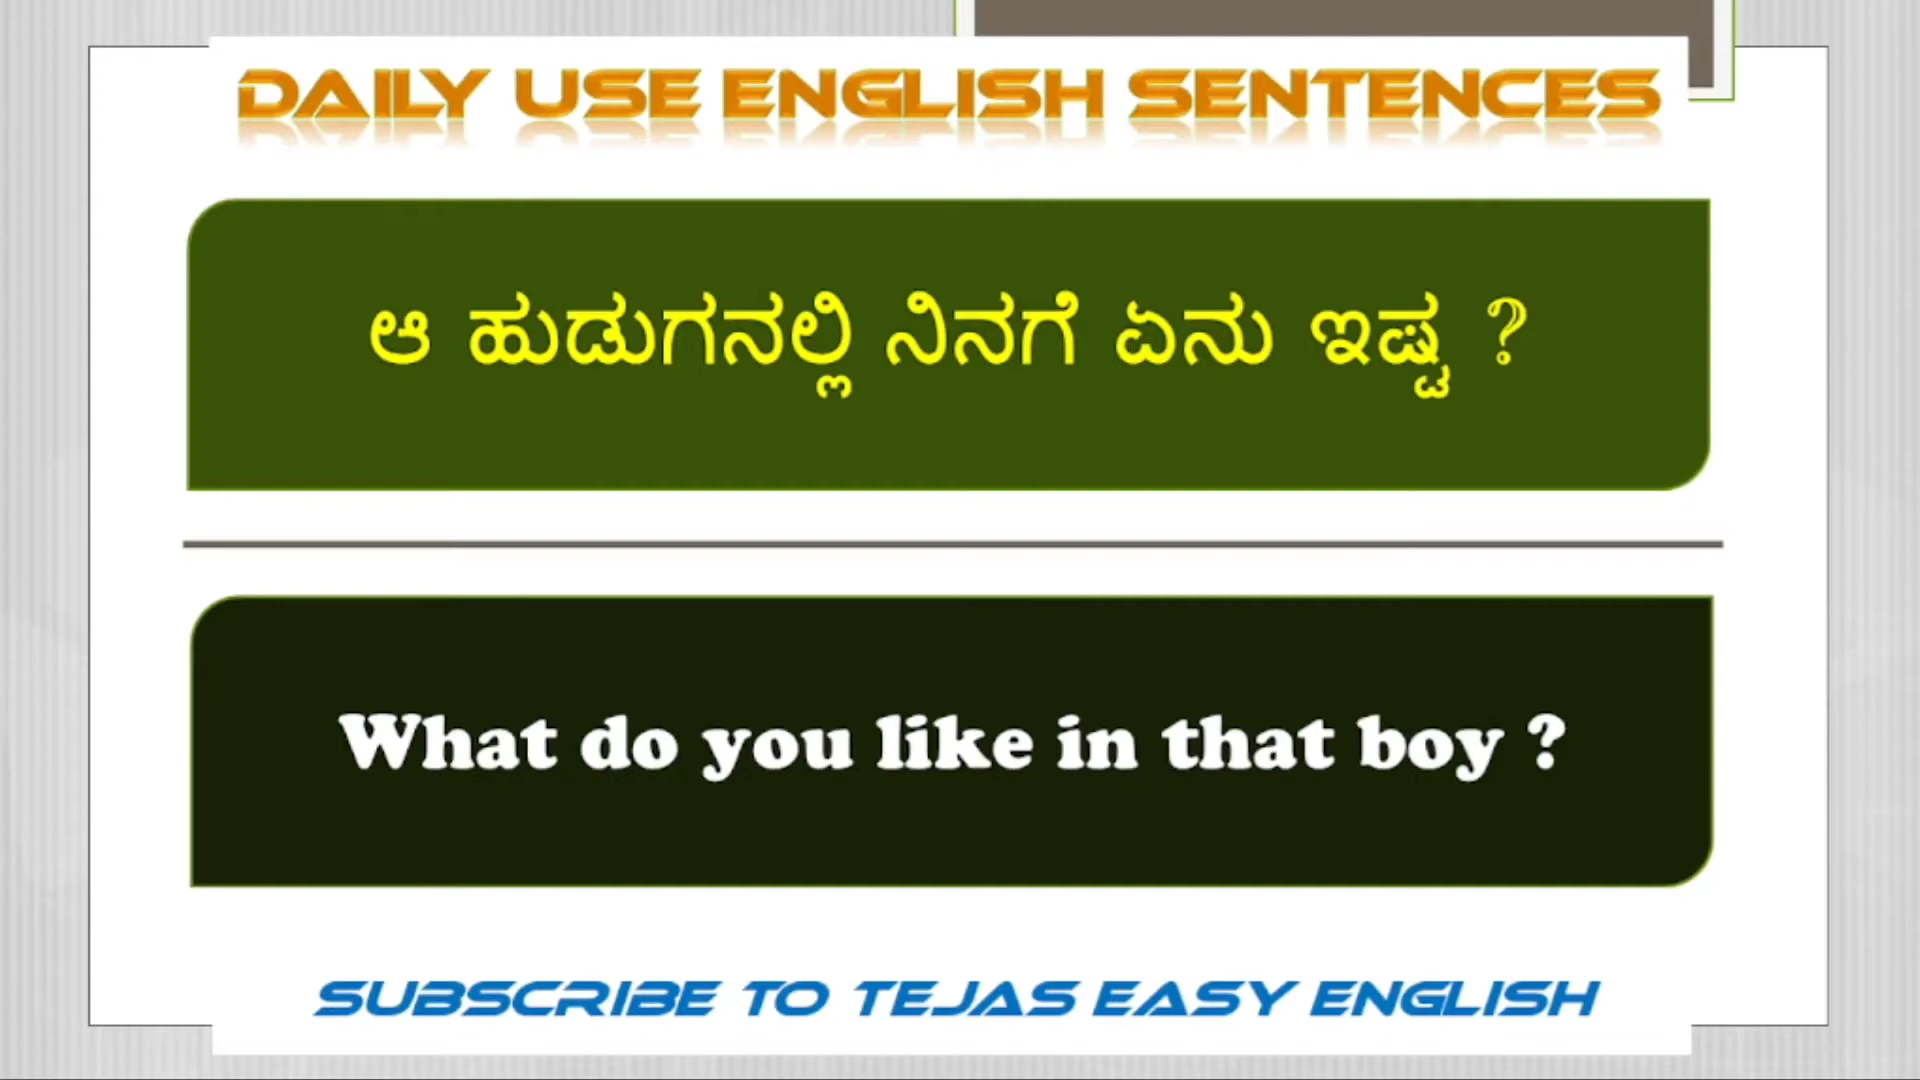 DAILY USE ENGLISH SENTENCES
ಆ ಹುಡುಗನಲ್ಲಿ ನಿನಗೆ ಏನು ಇಷ್ಟ ?
What do you like in that boy ?
SUBSCRIBE TO TEJAS EASY ENGLISH